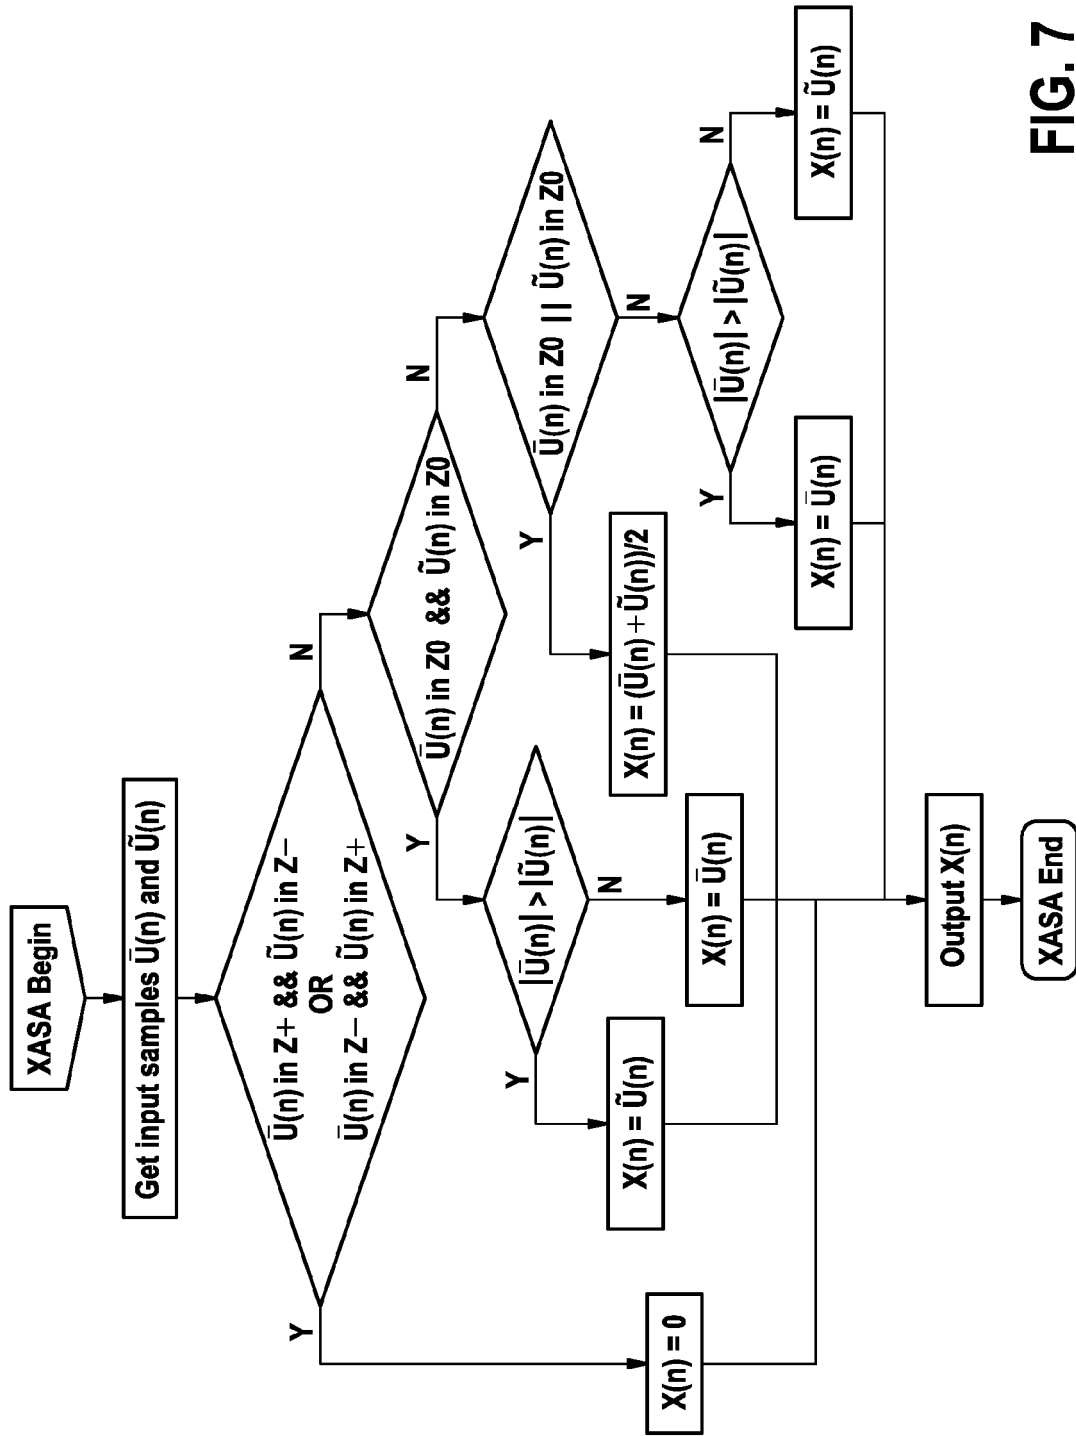 XASA Begin
Get input samples Ū(n) and Ũ(n)
Ū(n) in Z+ && Ũ(n) in Z−
OR
Ū(n) in Z− && Ũ(n) in Z+
Y
N
Ū(n) in Z0 && Ũ(n) in Z0
Y
N
|Ū(n)| > |Ũ(n)|
Y
N
Ū(n) in Z0 || Ũ(n) in Z0
Y
N
X(n) = 0
X(n) = Ũ(n)
X(n) = Ū(n)
X(n) = (Ū(n) + Ũ(n))/2
|Ū(n)| > |Ũ(n)|
Y
N
X(n) = Ū(n)
X(n) = Ũ(n)
Output X(n)
XASA End
FIG. 7